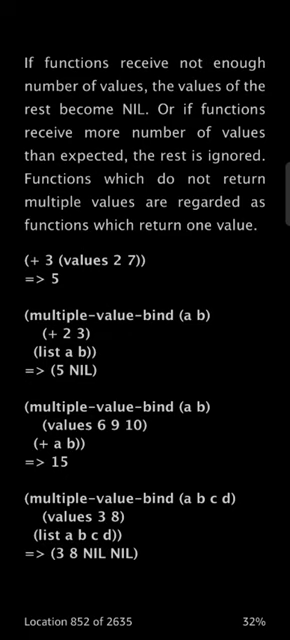 If functions receive not enough
number of values, the values of the
rest become NIL. Or if functions
receive more number of values
than expected, the rest is ignored.
Functions which do not return
multiple values are regarded as
functions which return one value.
(+ 3 (values 2 7))
=> 5
(multiple-value-bind (a b)
(+ 2 3)
(list a b))
=> (5 NIL)
(multiple-value-bind (a b)
(values 6 9 10)
(+ a b))
=> 15
(multiple-value-bind (a b c d)
(values 3 8)
(list a b c d))
=> (3 8 NIL NIL)
Location 852 of 2635 32%